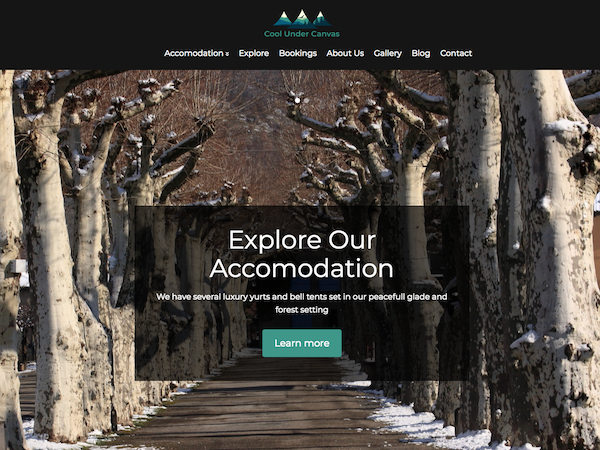 Cool Under Canvas
Accomodation Explore Bookings About Us Gallery Blog Contact
Explore Our
Accomodation
We have several luxury yurts and bell tents set in our peacefull glade and
forest setting
Learn more